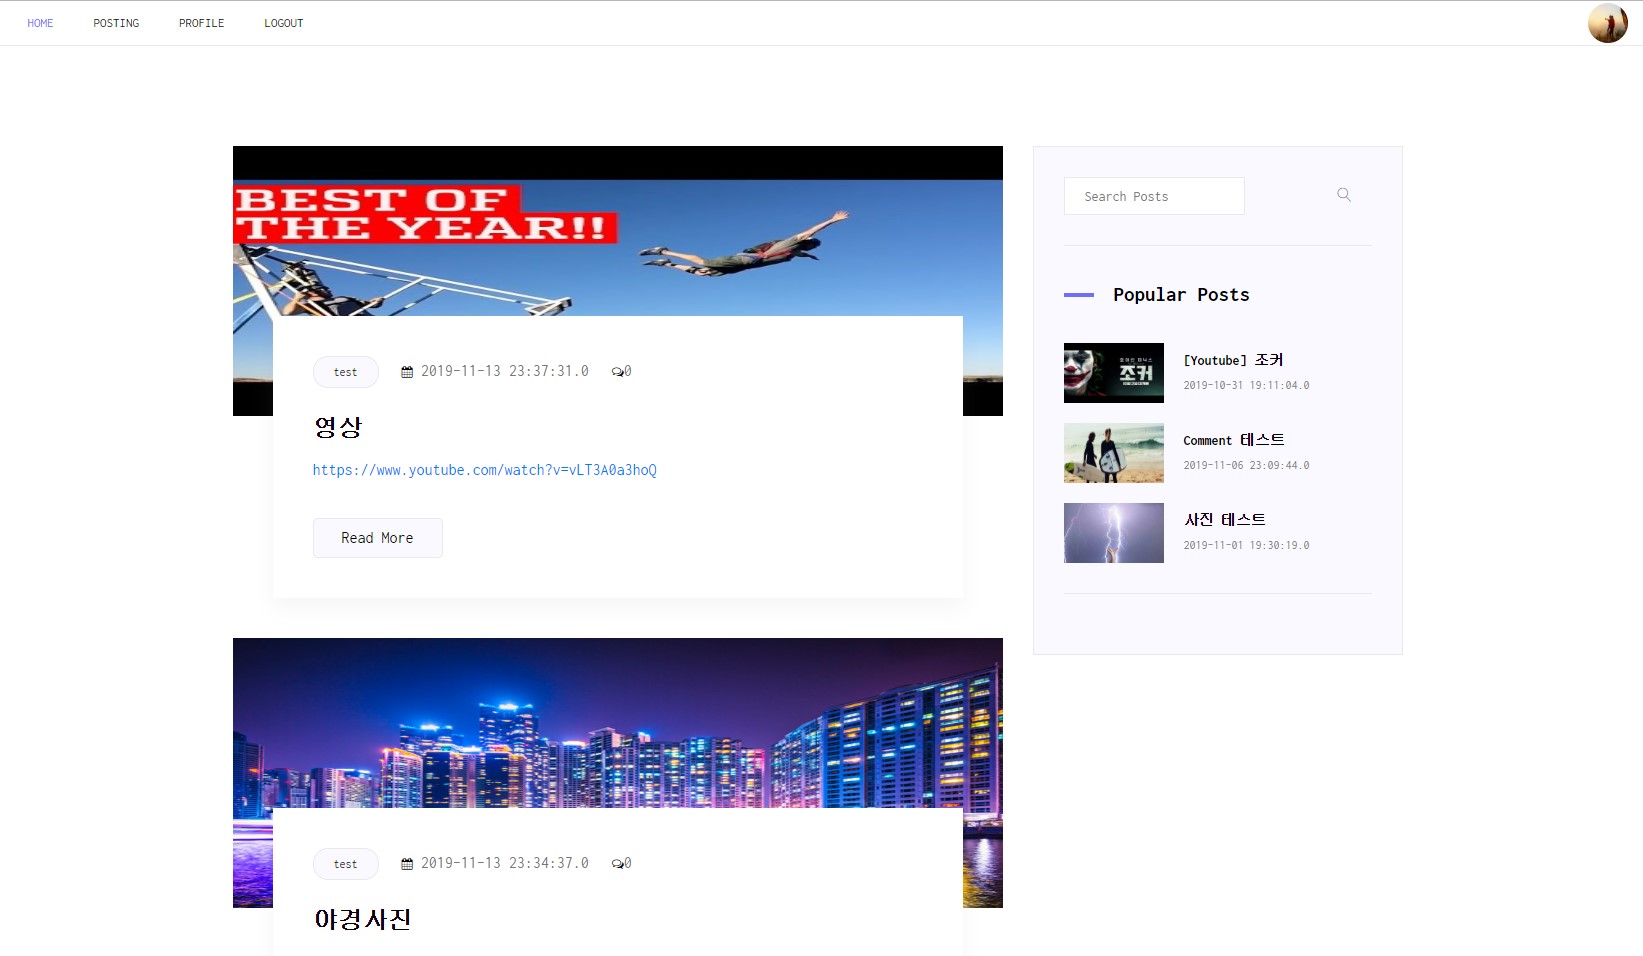 HOME POSTING PROFILE LOGOUT
BEST OF
THE YEAR!!
test 2019-11-13 23:37:31.0 0
영상
https://www.youtube.com/watch?v=vLT3A0a3hoQ
Read More
test 2019-11-13 23:34:37.0 0
야경사진
Search Posts
Popular Posts
조커
[Youtube] 조커
2019-10-31 19:11:04.0
Comment 테스트
2019-11-06 23:09:44.0
사진 테스트
2019-11-01 19:30:19.0